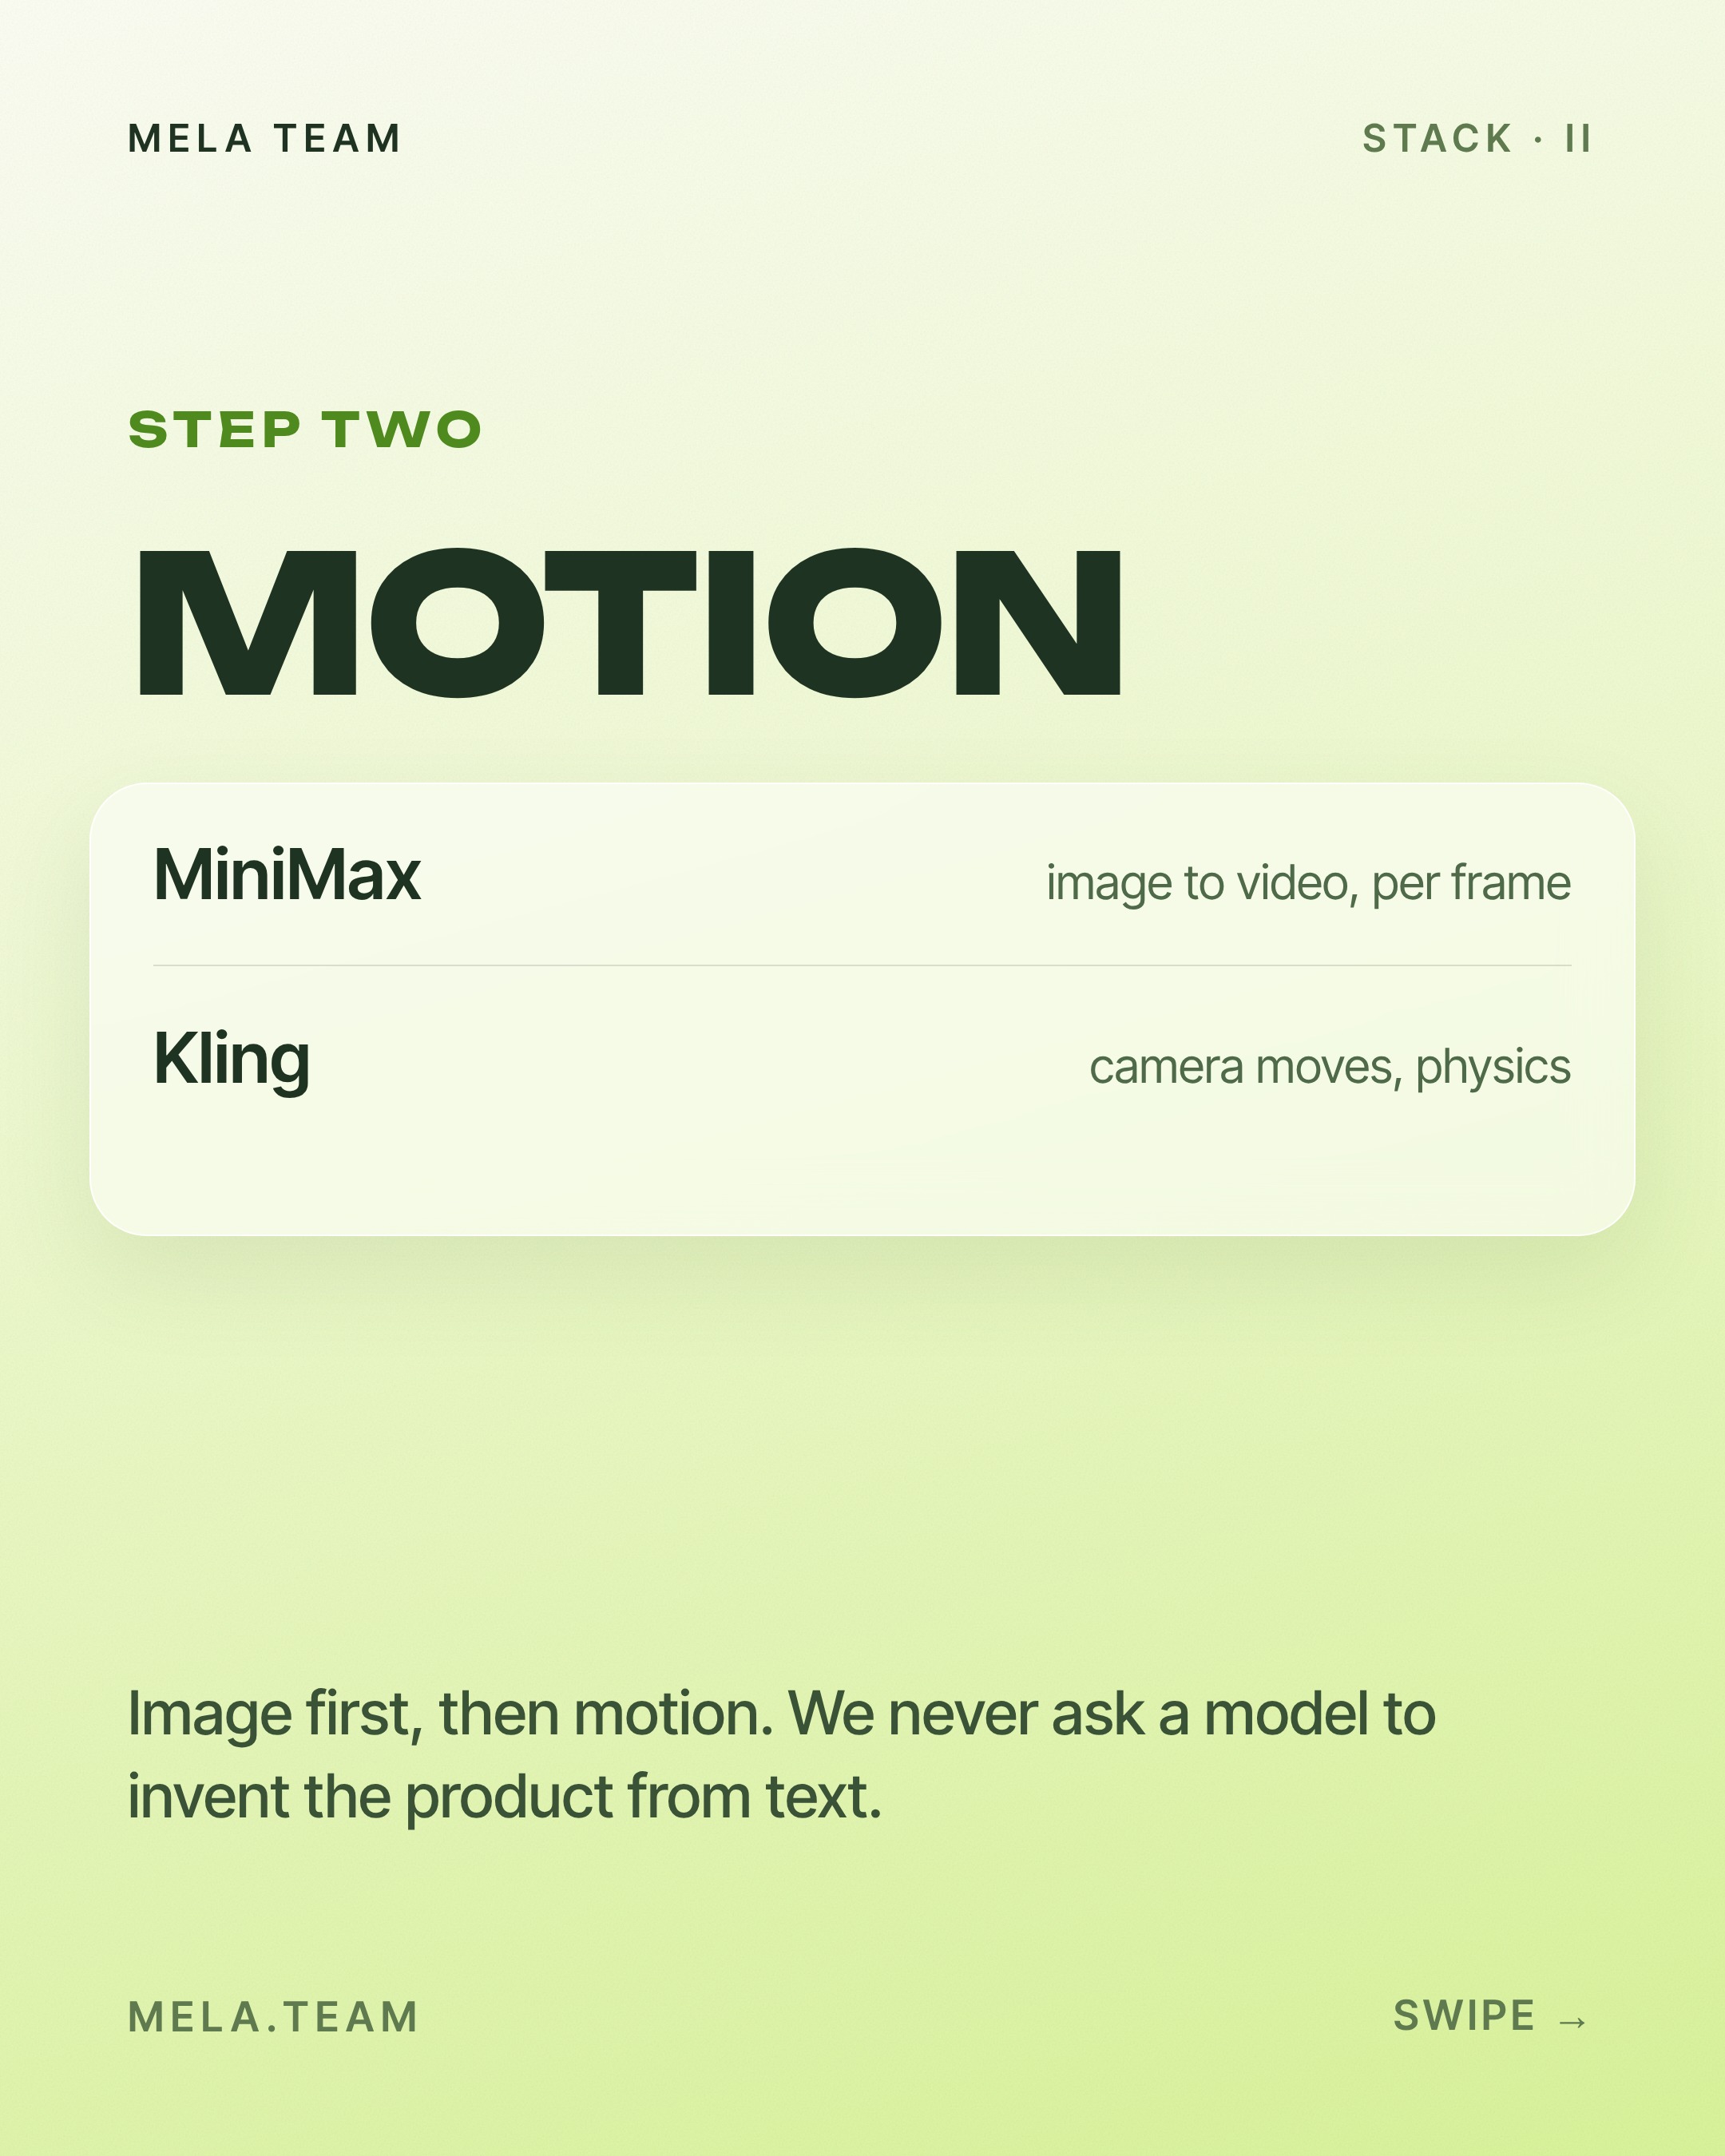 MELA TEAM
STACK · II
STEP TWO
MOTION
MiniMax
image to video, per frame
Kling
camera moves, physics
Image first, then motion. We never ask a model to
invent the product from text.
MELA.TEAM
SWIPE →